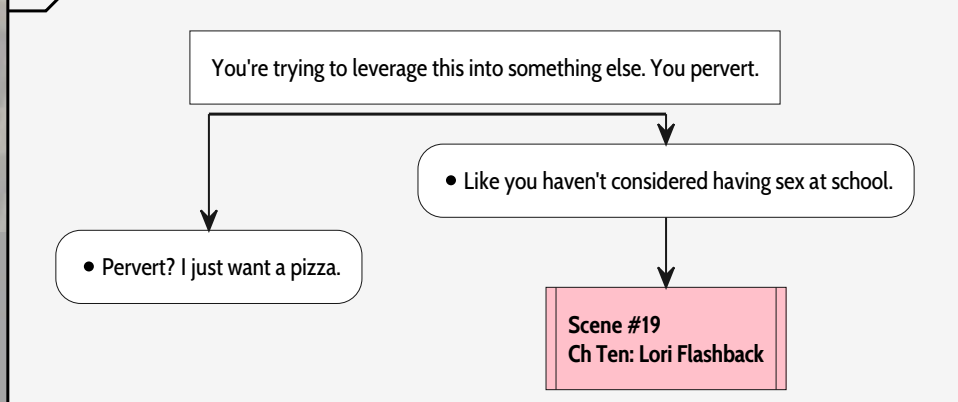 You're trying to leverage this into something else. You pervert.
• Like you haven't considered having sex at school.
• Pervert? I just want a pizza.
Scene #19
Ch Ten: Lori Flashback